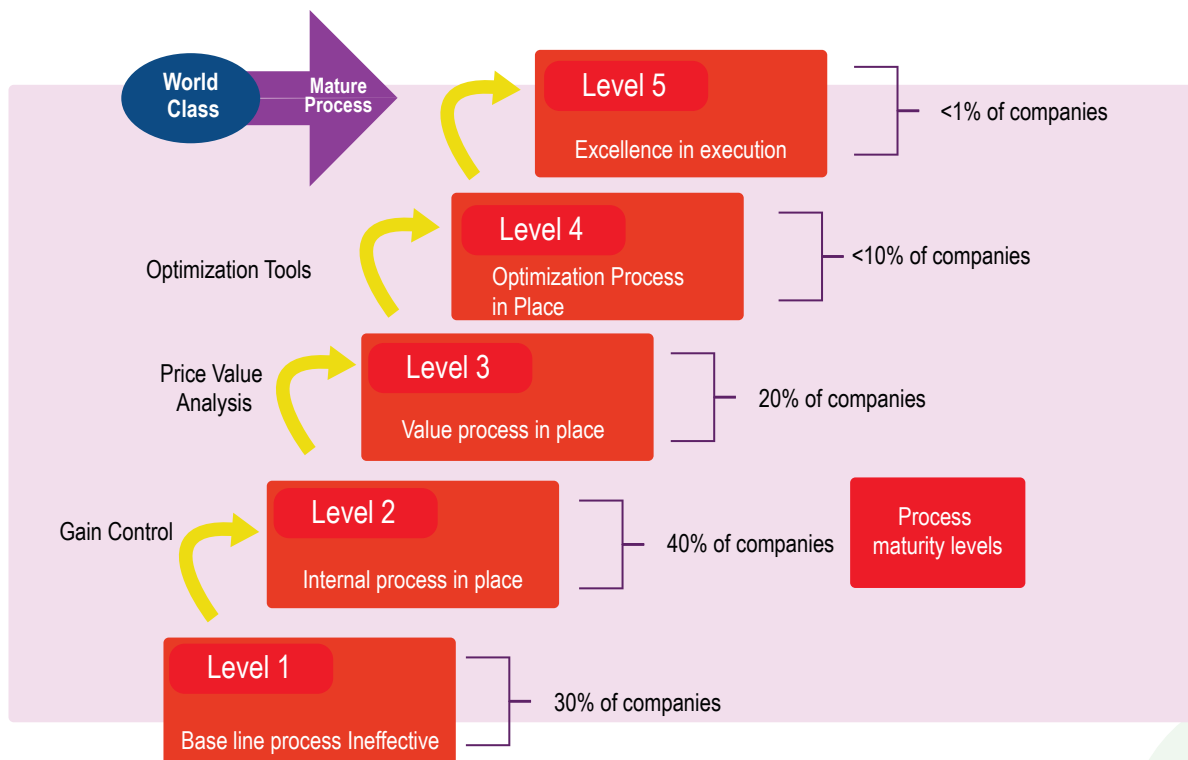 World
Class
Mature
Process
Level 5
Excellence in execution
<1% of companies
Level 4
Optimization Process
in Place
<10% of companies
Optimization Tools
Level 3
Value process in place
20% of companies
Price Value
Analysis
Level 2
Internal process in place
40% of companies
Process
maturity levels
Gain Control
Level 1
Base line process Ineffective
30% of companies